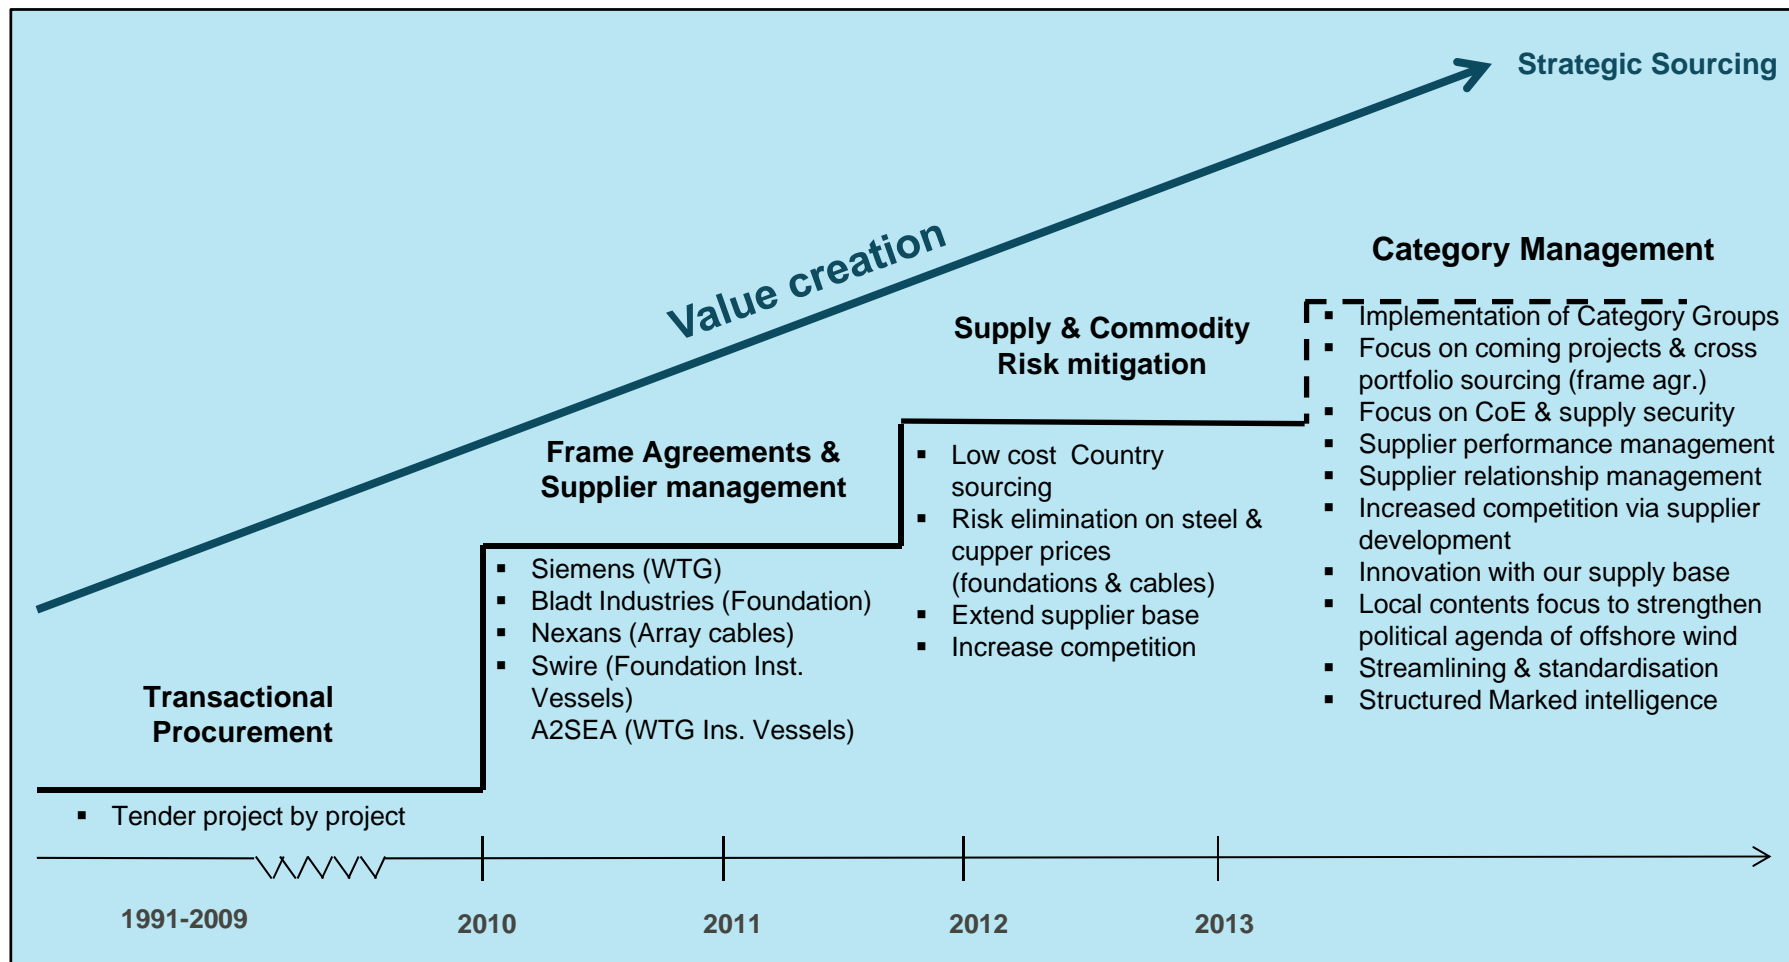 Strategic Sourcing
Value creation
Category Management
▪ Implementation of Category Groups
▪ Focus on coming projects & cross
portfolio sourcing (frame agr.)
▪ Focus on CoE & supply security
▪ Supplier performance management
▪ Supplier relationship management
▪ Increased competition via supplier
development
▪ Innovation with our supply base
▪ Local contents focus to strengthen
political agenda of offshore wind
▪ Streamlining & standardisation
▪ Structured Marked intelligence
Supply & Commodity
Risk mitigation
▪ Low cost Country
sourcing
▪ Risk elimination on steel &
cupper prices
(foundations & cables)
▪ Extend supplier base
▪ Increase competition
Frame Agreements &
Supplier management
▪ Siemens (WTG)
▪ Bladt Industries (Foundation)
▪ Nexans (Array cables)
▪ Swire (Foundation Inst.
Vessels)
A2SEA (WTG Ins. Vessels)
Transactional
Procurement
▪ Tender project by project
1991-2009
2010
2011
2012
2013